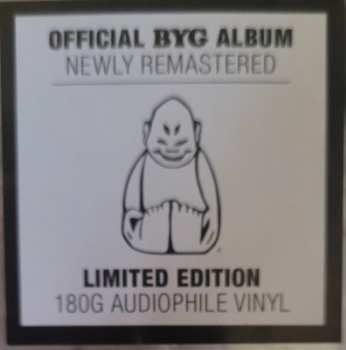 OFFICIAL BYG ALBUM
NEWLY REMASTERED
LIMITED EDITION
180G AUDIOPHILE VINYL